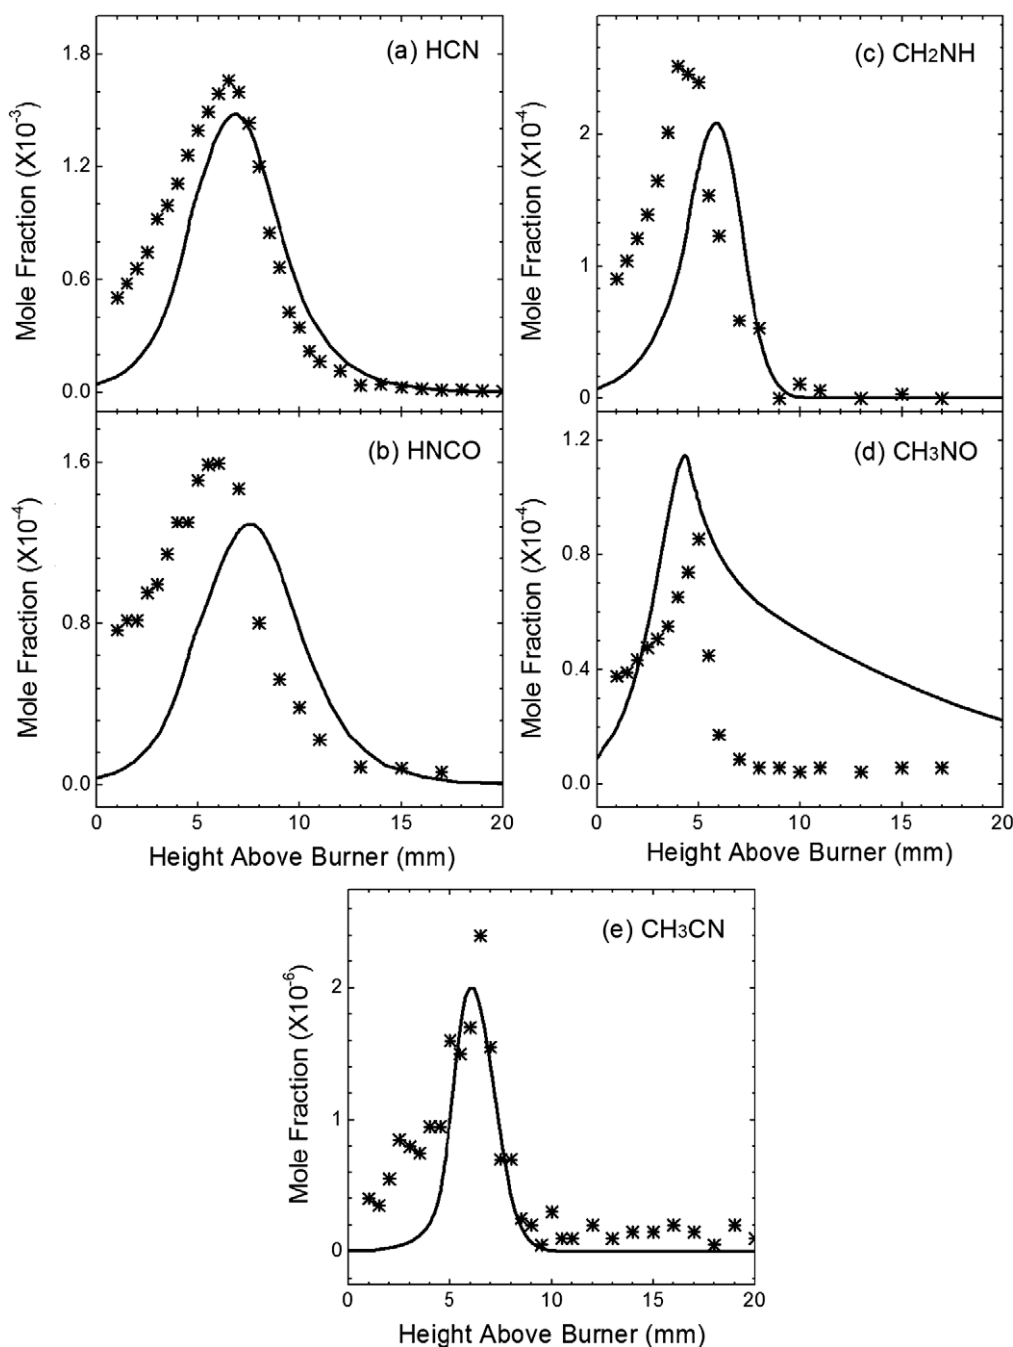 (a) HCN
1.8
1.2
0.6
0.0
Mole Fraction (X10⁻³)
(c) CH₂NH
2
1
0
Mole Fraction (X10⁻⁴)
(b) HNCO
1.6
0.8
0.0
Mole Fraction (X10⁻⁴)
0 5 10 15 20
Height Above Burner (mm)
(d) CH₃NO
1.2
0.8
0.4
0.0
Mole Fraction (X10⁻⁴)
0 5 10 15 20
Height Above Burner (mm)
(e) CH₃CN
2
1
0
Mole Fraction (X10⁻⁶)
0 5 10 15 20
Height Above Burner (mm)